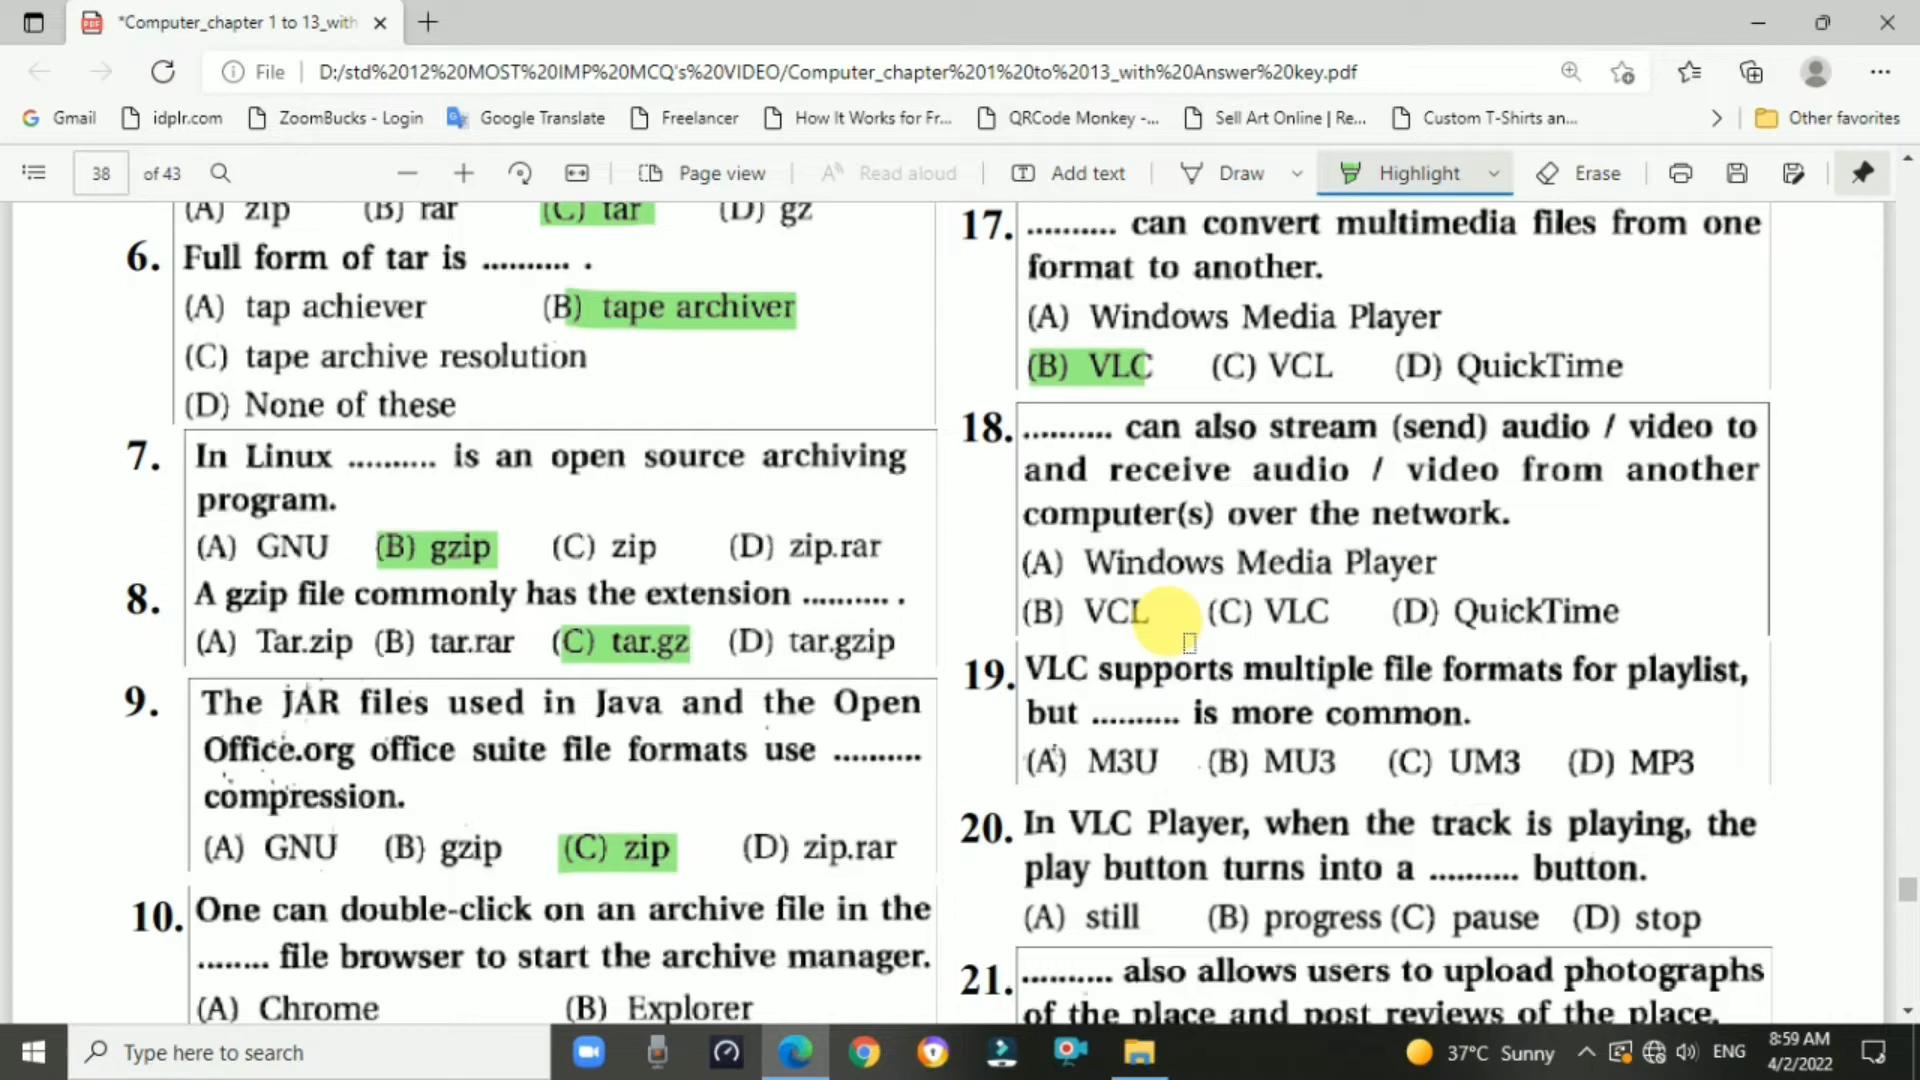 *Computer_chapter 1 to 13_with
File
D:/std%2012%20MOST%20IMP%20MCQ's%20VIDEO/Computer_chapter%201%20to%2013_with%20Answer%20key.pdf
Gmail
idplr.com
ZoomBucks - Login
Google Translate
Freelancer
How It Works for Fr...
QRCode Monkey -...
Sell Art Online | Re...
Custom T-Shirts an...
Other favorites
38 of 43
Page view
Read aloud
Add text
Draw
Highlight
Erase
(A) zip (B) rar (C) tar (D) gz
6. Full form of tar is .......... .
(A) tap achiever (B) tape archiver
(C) tape archive resolution
(D) None of these
7. In Linux .......... is an open source archiving
program.
(A) GNU (B) gzip (C) zip (D) zip.rar
8. A gzip file commonly has the extension .......... .
(A) Tar.zip (B) tar.rar (C) tar.gz (D) tar.gzip
9. The JAR files used in Java and the Open
Office.org office suite file formats use ..........
compression.
(A) GNU (B) gzip (C) zip (D) zip.rar
10. One can double-click on an archive file in the
........ file browser to start the archive manager.
(A) Chrome (B) Explorer
17. .......... can convert multimedia files from one
format to another.
(A) Windows Media Player
(B) VLC (C) VCL (D) QuickTime
18. .......... can also stream (send) audio / video to
and receive audio / video from another
computer(s) over the network.
(A) Windows Media Player
(B) VCL (C) VLC (D) QuickTime
19. VLC supports multiple file formats for playlist,
but .......... is more common.
(A) M3U (B) MU3 (C) UM3 (D) MP3
20. In VLC Player, when the track is playing, the
play button turns into a .......... button.
(A) still (B) progress (C) pause (D) stop
21. .......... also allows users to upload photographs
of the place and post reviews of the place.
Type here to search
37°C Sunny
ENG
8:59 AM
4/2/2022